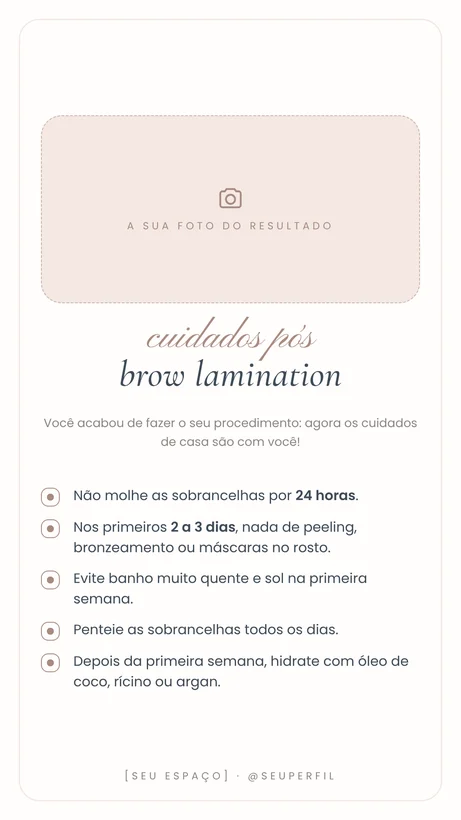 A SUA FOTO DO RESULTADO
cuidados pós
brow lamination
Você acabou de fazer o seu procedimento: agora os cuidados
de casa são com você!
Não molhe as sobrancelhas por 24 horas.
Nos primeiros 2 a 3 dias, nada de peeling,
bronzeamento ou máscaras no rosto.
Evite banho muito quente e sol na primeira
semana.
Penteie as sobrancelhas todos os dias.
Depois da primeira semana, hidrate com óleo de
coco, rícino ou argan.
[SEU ESPAÇO] · @SEUPERFIL